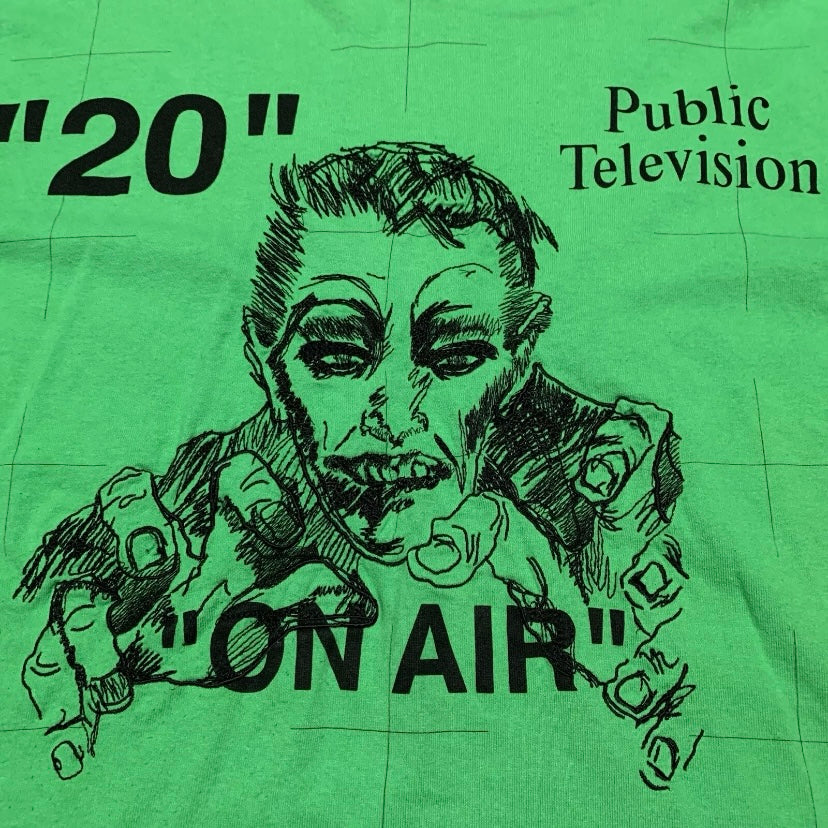 "20"
Public
Television
"ON AIR"